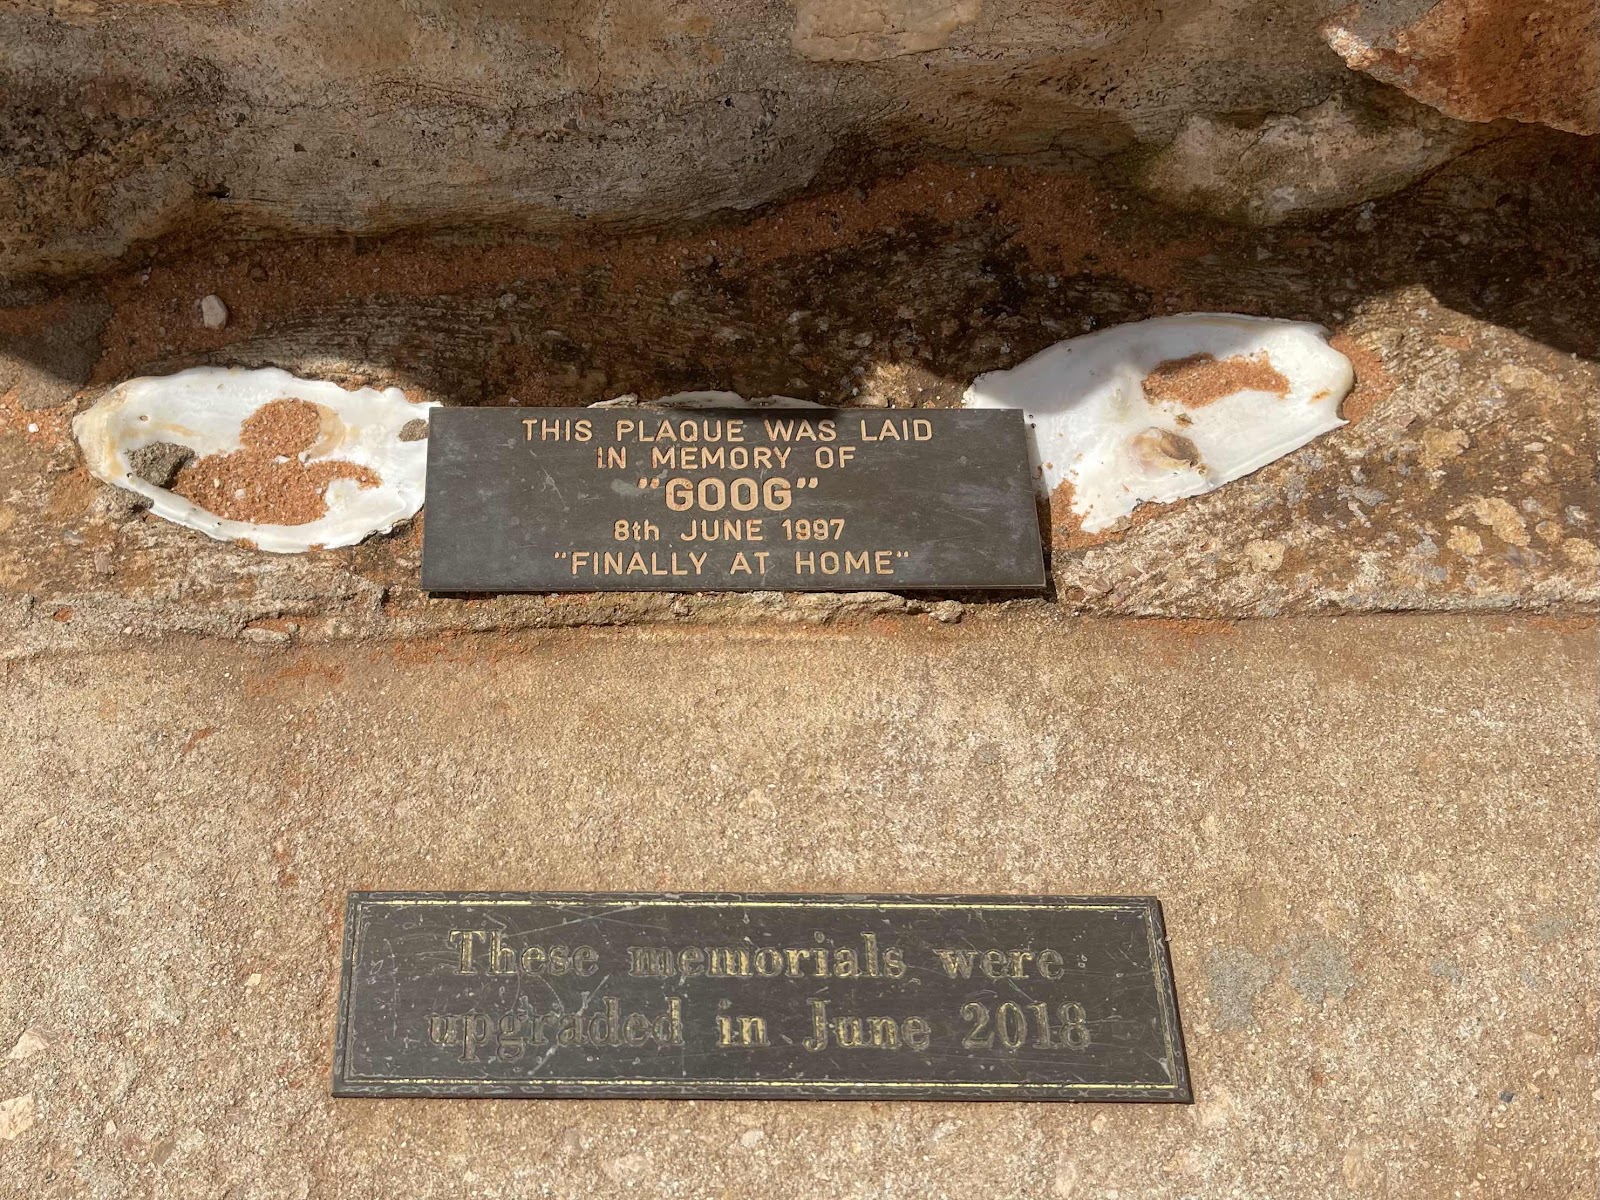 THIS PLAQUE WAS LAID
IN MEMORY OF
"GOOG"
8th JUNE 1997
"FINALLY AT HOME"
These memorials were
upgraded in June 2018